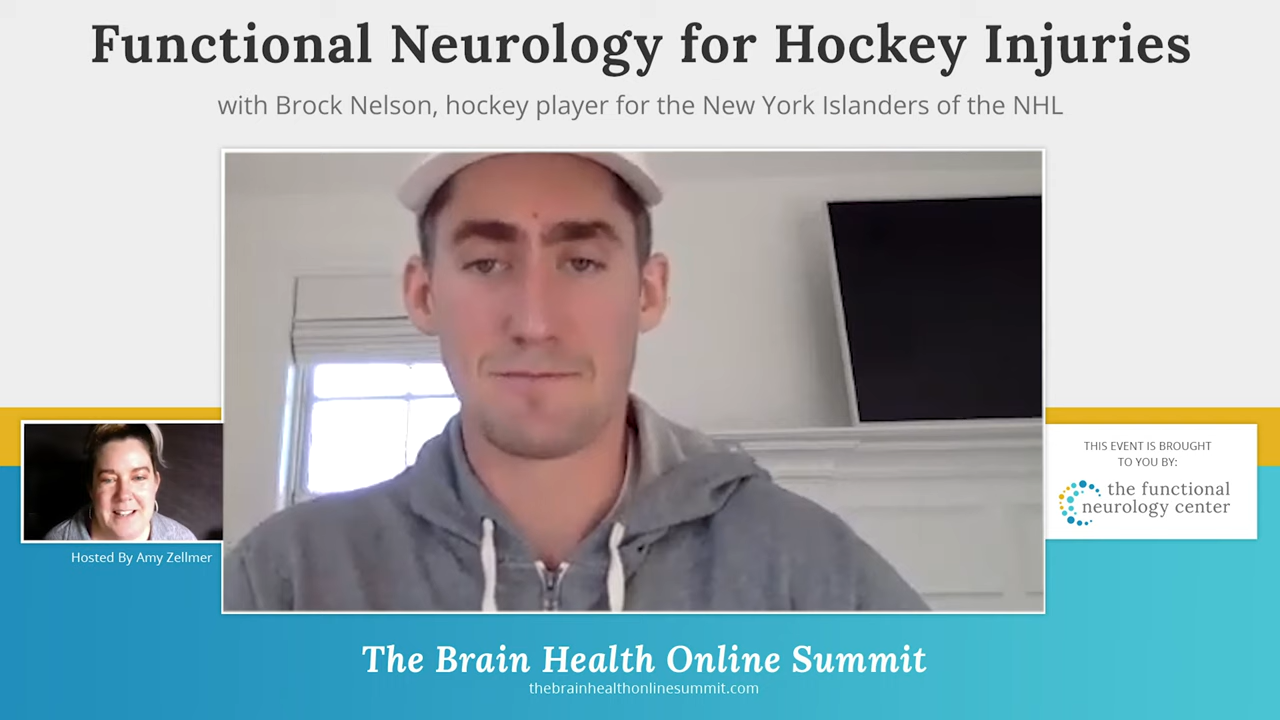 Functional Neurology for Hockey Injuries
with Brock Nelson, hockey player for the New York Islanders of the NHL
THIS EVENT IS BROUGHT
TO YOU BY:
the functional
neurology center
Hosted By Amy Zellmer
The Brain Health Online Summit
thebrainhealthonlinesummit.com